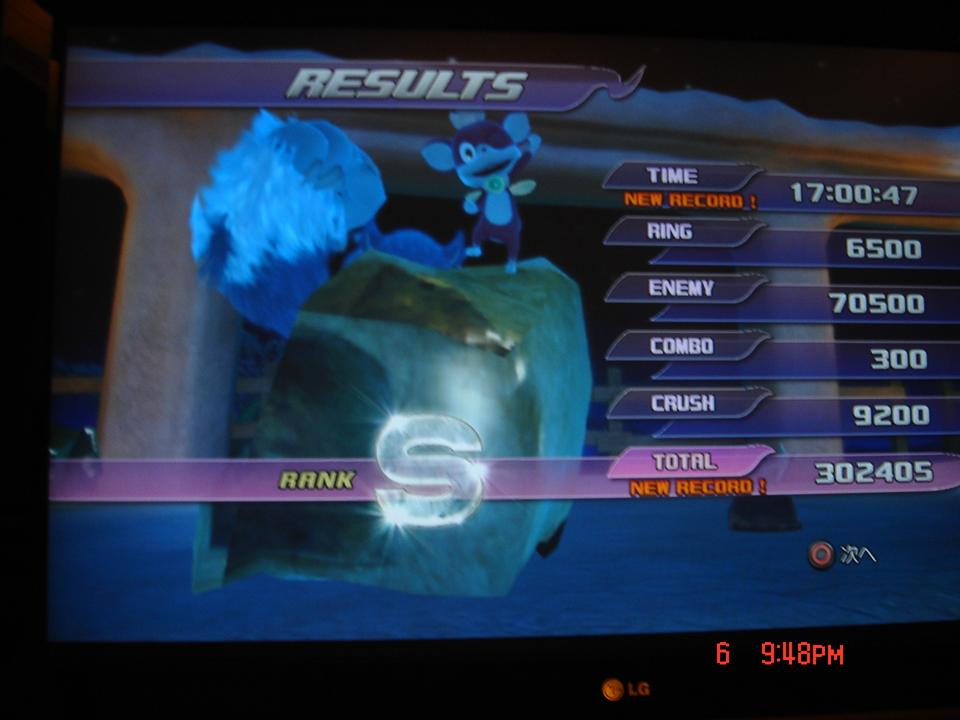 RESULTS
TIME 17:00:47
NEW RECORD !
RING 6500
ENEMY 70500
COMBO 300
CRUSH 9200
RANK S
TOTAL 302405
NEW RECORD !
次へ
6 9:48PM
LG